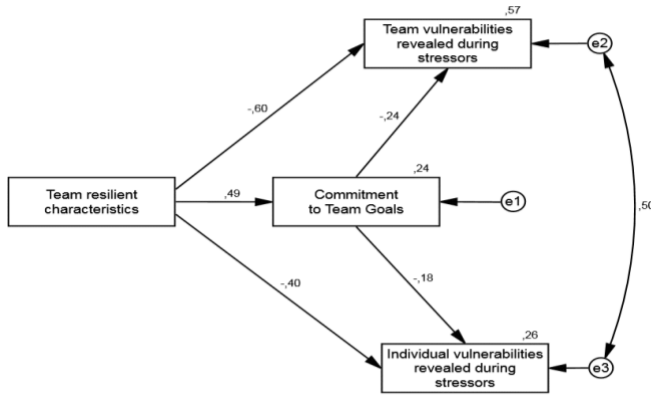 ,57
Team vulnerabilities
revealed during
stressors
e2
-,60
-,24
,24
Team resilient
characteristics
,49
Commitment
to Team Goals
e1
,50
-,40
-,18
,26
Individual vulnerabilities
revealed during
stressors
e3